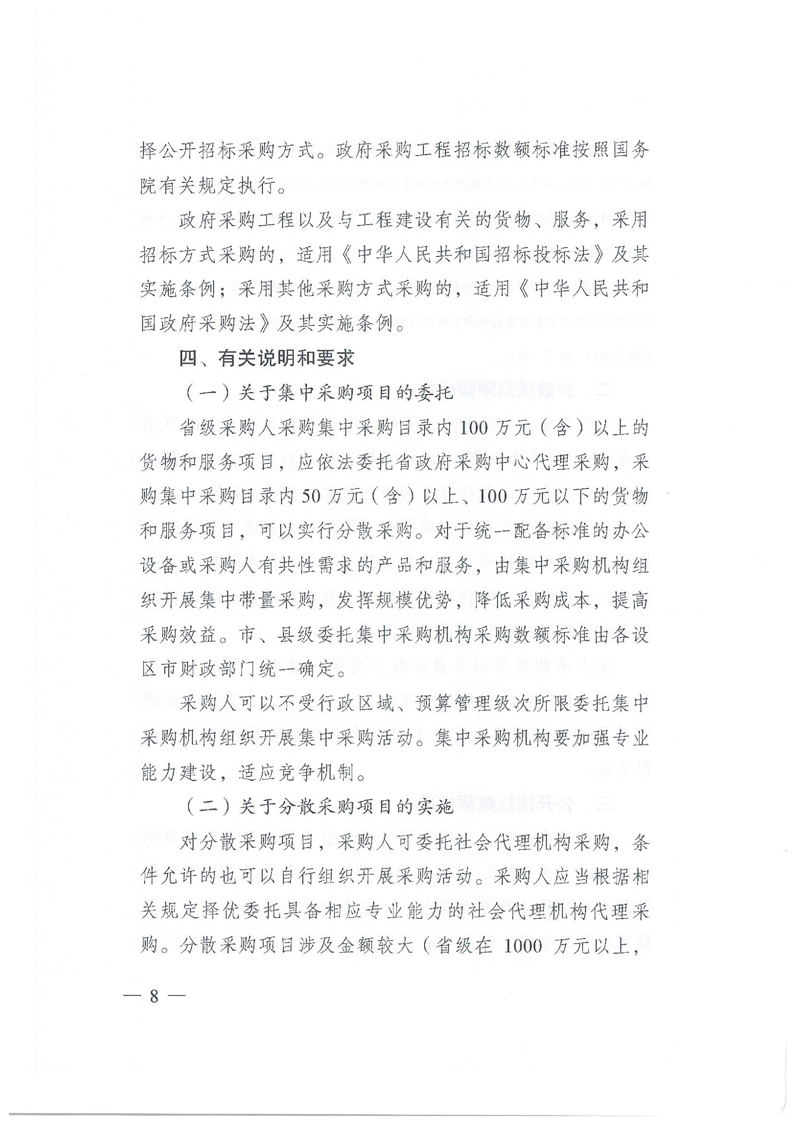 择公开招标采购方式。政府采购工程招标数额标准按照国务
院有关规定执行。
政府采购工程以及与工程建设有关的货物、服务，采用
招标方式采购的，适用《中华人民共和国招标投标法》及其
实施条例；采用其他采购方式采购的，适用《中华人民共和
国政府采购法》及其实施条例。
四、有关说明和要求
（一）关于集中采购项目的委托
省级采购人采购集中采购目录内 100 万元（含）以上的
货物和服务项目，应依法委托省政府采购中心代理采购，采
购集中采购目录内 50 万元（含）以上、100 万元以下的货物
和服务项目，可以实行分散采购。对于统一配备标准的办公
设备或采购人有共性需求的产品和服务，由集中采购机构组
织开展集中带量采购，发挥规模优势，降低采购成本，提高
采购效益。市、县级委托集中采购机构采购数额标准由各设
区市财政部门统一确定。
采购人可以不受行政区域、预算管理级次所限委托集中
采购机构组织开展集中采购活动。集中采购机构要加强专业
能力建设，适应竞争机制。
（二）关于分散采购项目的实施
对分散采购项目，采购人可委托社会代理机构采购，条
件允许的也可以自行组织开展采购活动。采购人应当根据相
关规定择优委托具备相应专业能力的社会代理机构代理采
购。分散采购项目涉及金额较大（省级在 1000 万元以上，
— 8 —